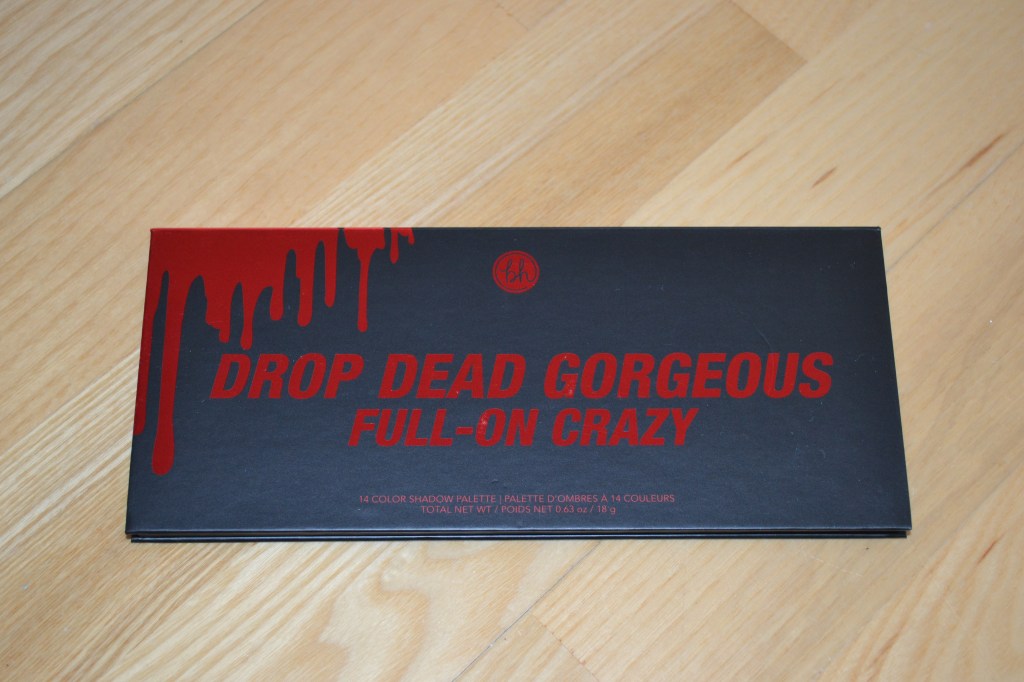 bh
DROP DEAD GORGEOUS
FULL-ON CRAZY
14 COLOR SHADOW PALETTE | PALETTE D'OMBRES À 14 COULEURS
TOTAL NET WT / POIDS NET 0.63 oz / 18 g